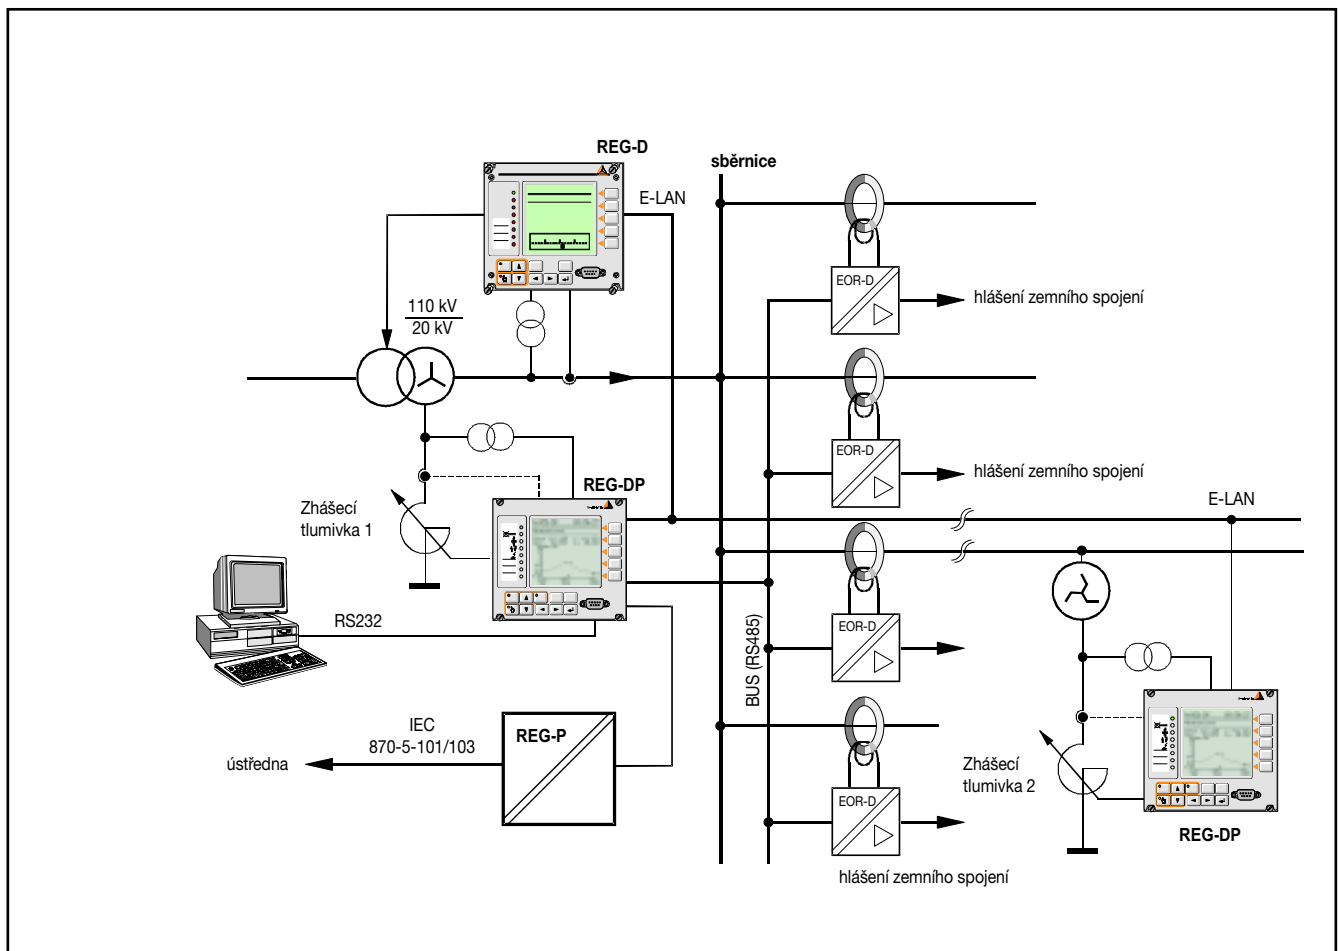 REG-D
sběrnice
E-LAN
EOR-D
hlášení zemního spojení
110 kV
20 kV
EOR-D
hlášení zemního spojení
REG-DP
E-LAN
Zhášecí
tlumivka 1
RS232
EOR-D
BUS (RS485)
IEC
870-5-101/103
REG-P
ústředna
Zhášecí
tlumivka 2
EOR-D
REG-DP
hlášení zemního spojení